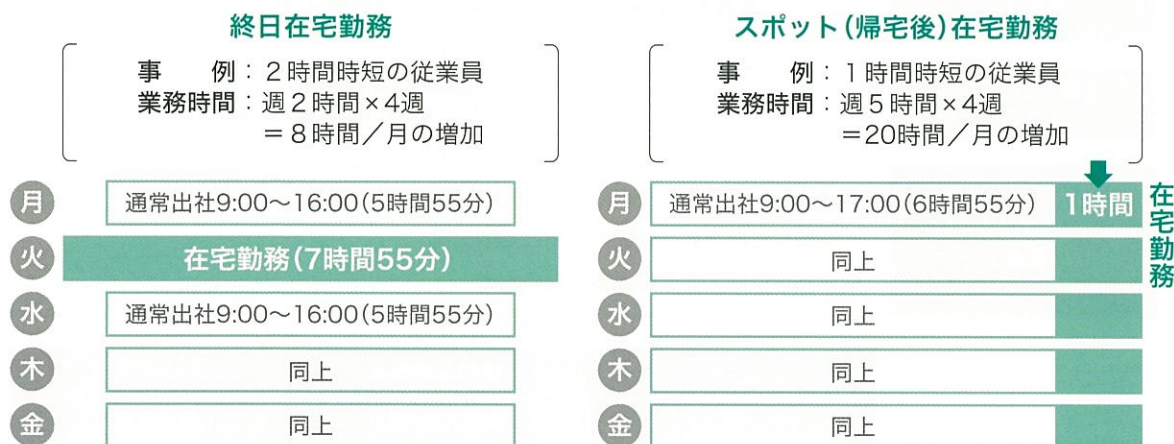 終日在宅勤務
事　　例：２時間時短の従業員
業務時間：週２時間×4週
＝８時間／月の増加
月 通常出社9:00〜16:00(5時間55分)
火 在宅勤務(7時間55分)
水 通常出社9:00〜16:00(5時間55分)
木 同上
金 同上
スポット(帰宅後)在宅勤務
事　　例：１時間時短の従業員
業務時間：週５時間×4週
＝20時間／月の増加
月 通常出社9:00〜17:00(6時間55分) 1時間
火 同上
水 同上
木 同上
金 同上
在宅勤務